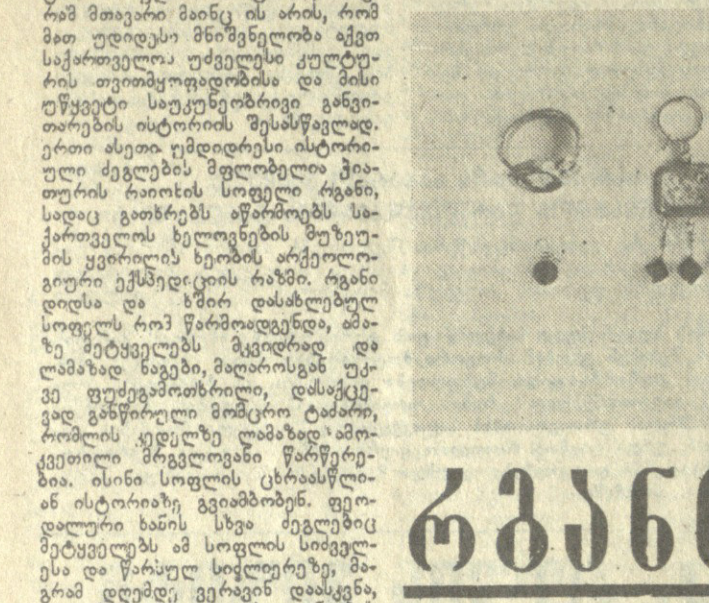 რამ მთავარი მაინც ის არის, რომ
მათ უდიდესი მნიშვნელობა აქვთ
საქართველოს უძველესი კულტუ-
რის თვითმყოფადობისა და მისი
უწყვეტი საუკუნეობრივი განვი-
თარების ისტორიის შესასწავლად.
ერთი ასეთი უმდიდრესი ისტორი-
ული ძეგლების მფლობელია ჭია-
თურის რაიონის სოფელი რგანი,
სადაც გათხრებს აწარმოებს სა-
ქართველოს ხელოვნების მუზეუ-
მის ყვირილის ხეობის არქეოლო-
გიური ექსპედიციის რაზმი. რგანი
დიდსა და ხშირ დასახლებულ
სოფელს რომ წარმოადგენდა, ამა-
ზე მეტყველებს მკვიდრად და
ლამაზად ნაგები, მაღაროსგან უკ-
ვე ფუძეგამოთხრილი, დასაქცე-
ვად განწირული მომცრო ტაძარი,
რომლის კედელზე ლამაზად ამო-
კვეთილი მრგვლოვანი წარწერე-
ბია. ისინი სოფლის ცხრაასწლი-
ან ისტორიაზე გვიამბობენ. ფეო-
დალური ხანის სხვა ძეგლებიც
მეტყველებს ამ სოფლის სიძველ-
ესა და წარსულ სიძლიერეზე, მა-
გრამ დღემდე ვერავინ დაასკვნა,
რგან